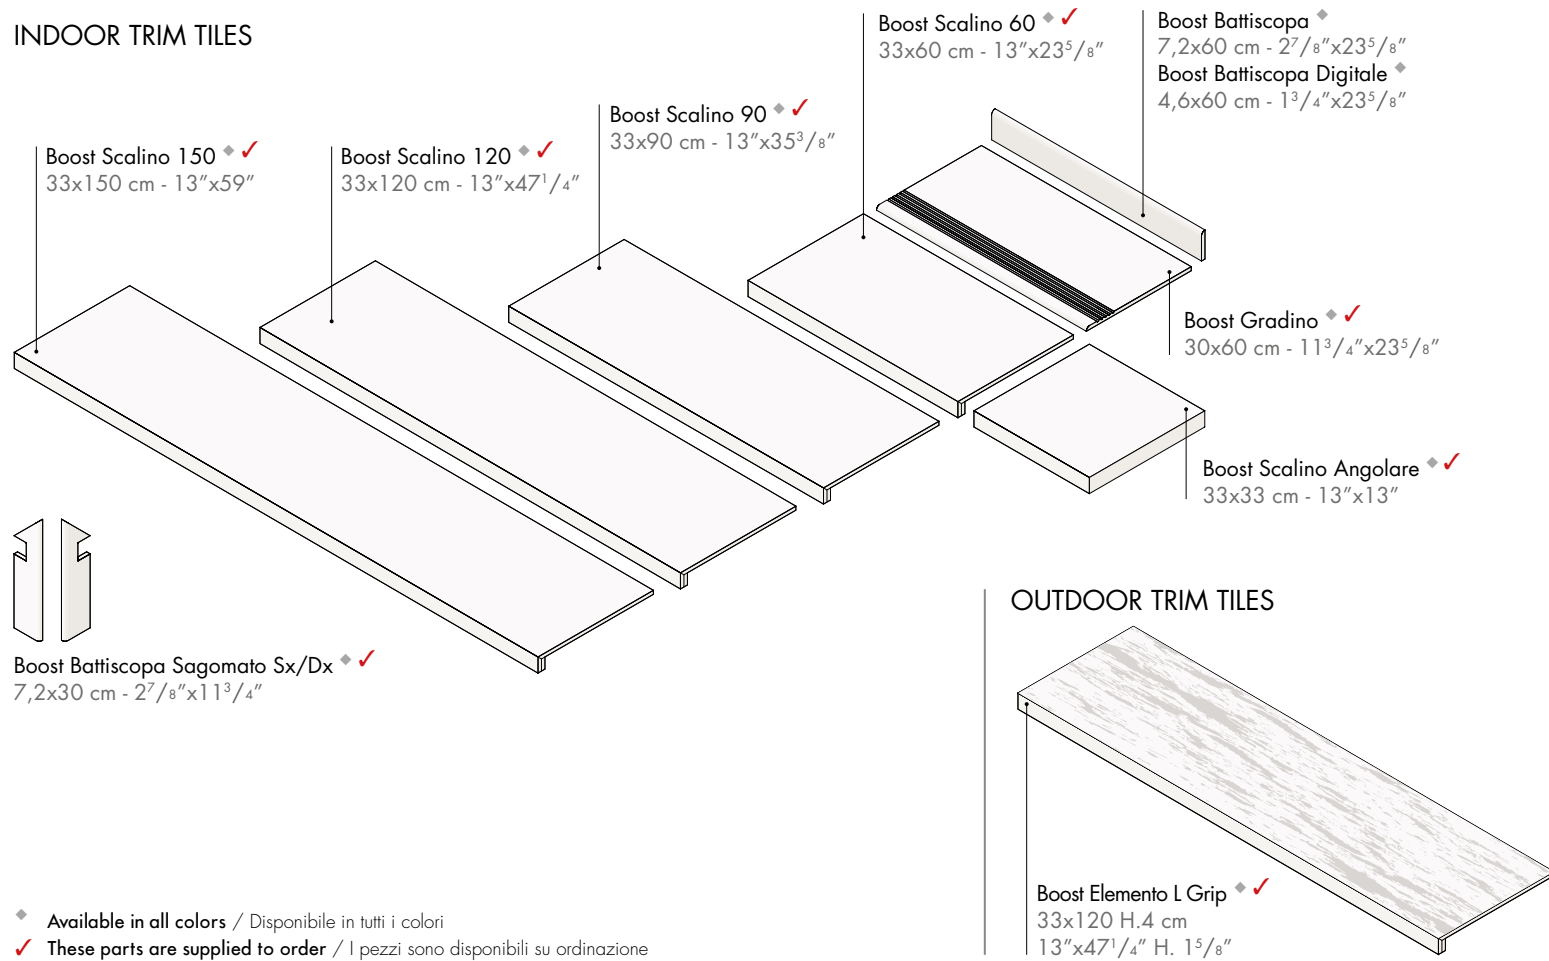 INDOOR TRIM TILES
Boost Scalino 150 ◆ ✓
33x150 cm - 13”x59”
Boost Scalino 120 ◆ ✓
33x120 cm - 13”x47¹/₄”
Boost Scalino 90 ◆ ✓
33x90 cm - 13”x35³/₈”
Boost Scalino 60 ◆ ✓
33x60 cm - 13”x23⁵/₈”
Boost Battiscopa ◆
7,2x60 cm - 2⁷/₈”x23⁵/₈”
Boost Battiscopa Digitale ◆
4,6x60 cm - 1³/₄”x23⁵/₈”
Boost Gradino ◆ ✓
30x60 cm - 11³/₄”x23⁵/₈”
Boost Scalino Angolare ◆ ✓
33x33 cm - 13”x13”
Boost Battiscopa Sagomato Sx/Dx ◆ ✓
7,2x30 cm - 2⁷/₈”x11³/₄”
OUTDOOR TRIM TILES
Boost Elemento L Grip ◆ ✓
33x120 H.4 cm
13”x47¹/₄” H. 1⁵/₈”
◆ Available in all colors / Disponibile in tutti i colori
✓ These parts are supplied to order / I pezzi sono disponibili su ordinazione